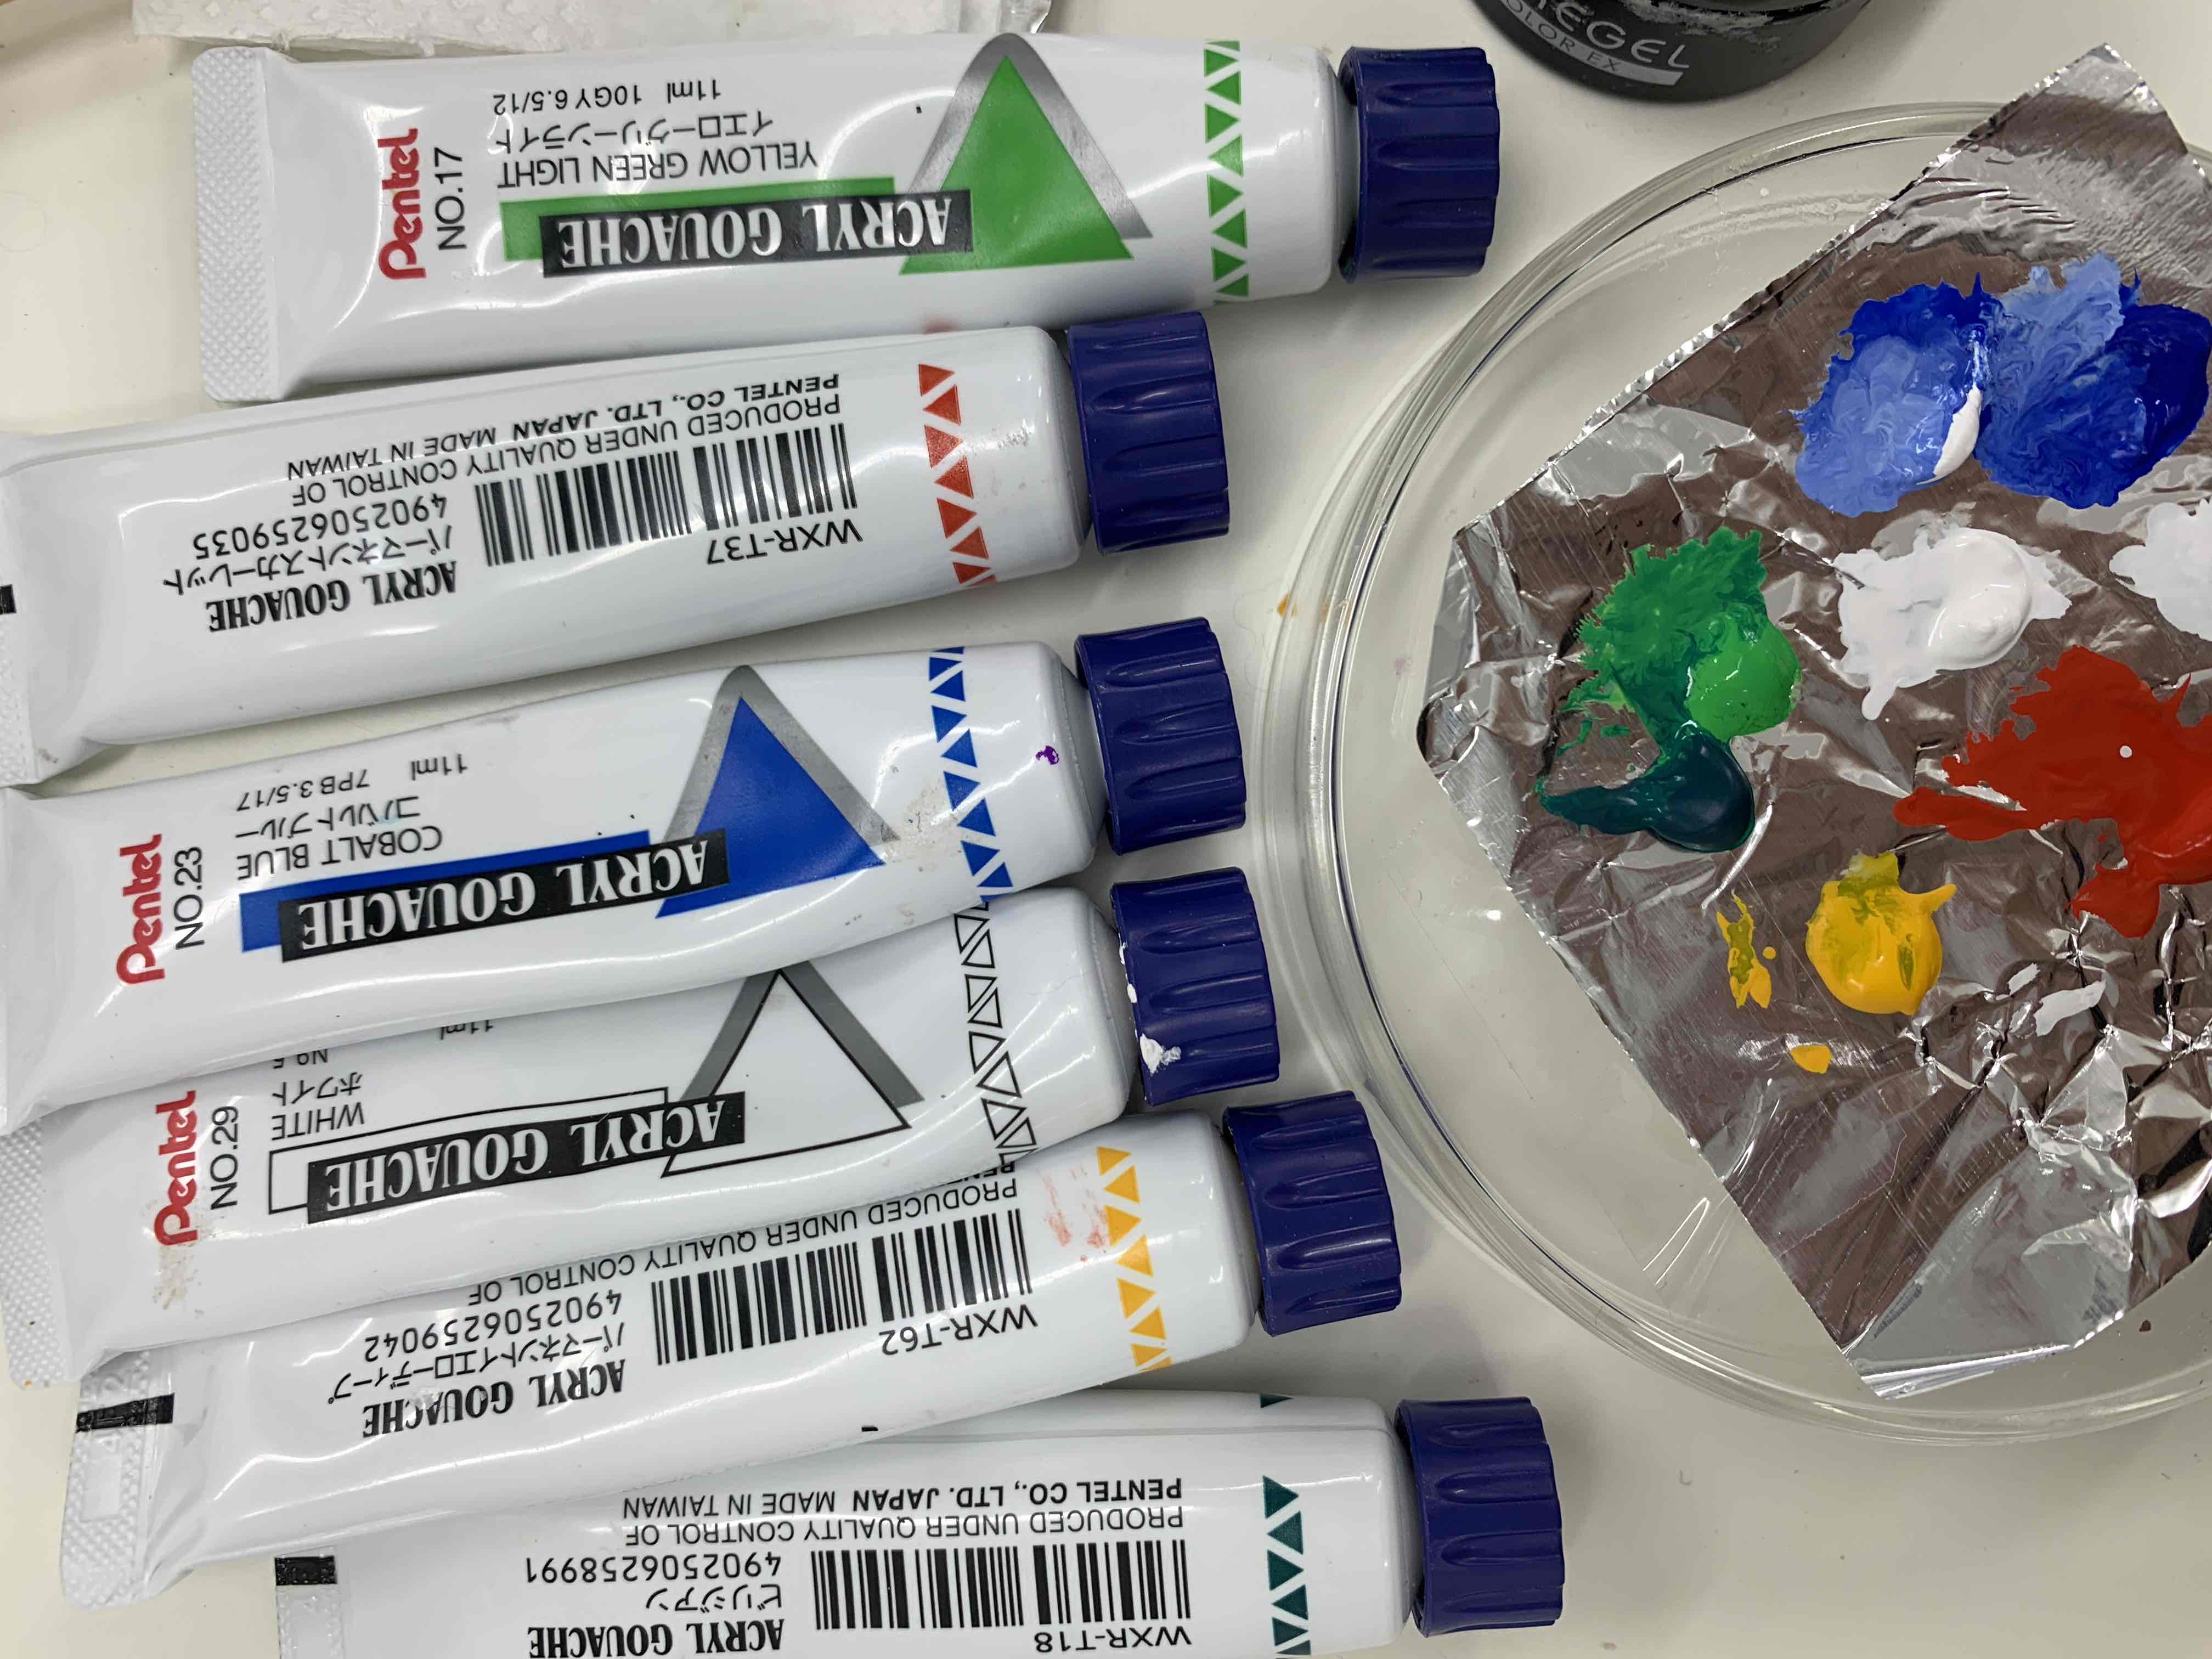 WXR-T18
ACRYL GOUACHE
ビリジアン
4902506258991
PRODUCED UNDER QUALITY CONTROL OF
PENTEL CO., LTD. JAPAN MADE IN TAIWAN
WXR-T62
ACRYL GOUACHE
パーマネントイエローディープ
4902506259042
PRODUCED UNDER QUALITY CONTROL OF
Pentel
NO.29
ACRYL GOUACHE
WHITE
ホワイト
N9.5
11ml
Pentel
NO.23
ACRYL GOUACHE
COBALT BLUE
コバルトブルー
11ml 7PB 3.5/17
WXR-T37
ACRYL GOUACHE
パーマネントスカーレット
4902506259035
PRODUCED UNDER QUALITY CONTROL OF
PENTEL CO., LTD. JAPAN MADE IN TAIWAN
Pentel
NO.17
ACRYL GOUACHE
YELLOW GREEN LIGHT
イエローグリーンライト
11ml 10GY 6.5/12